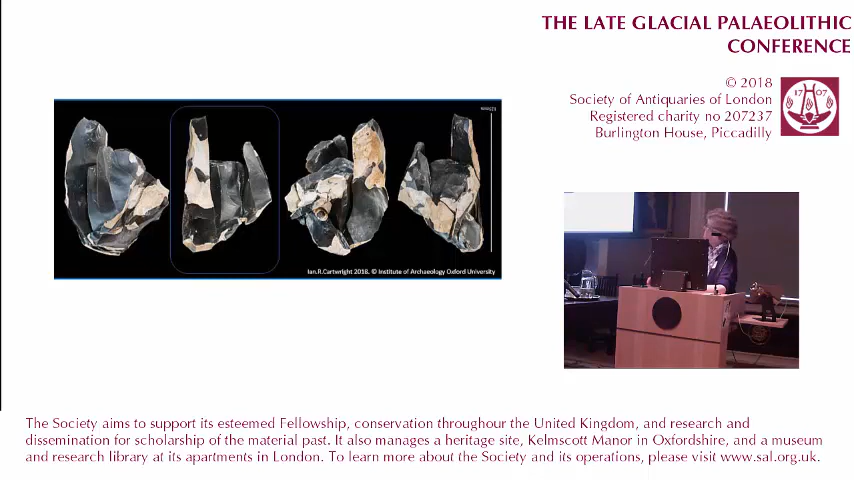 THE LATE GLACIAL PALAEOLITHIC
CONFERENCE
© 2018
Society of Antiquaries of London
Registered charity no 207237
Burlington House, Piccadilly
17 07
Ian.R.Cartwright 2018. © Institute of Archaeology Oxford University
The Society aims to support its esteemed Fellowship, conservation throughour the United Kingdom, and research and
dissemination for scholarship of the material past. It also manages a heritage site, Kelmscott Manor in Oxfordshire, and a museum
and research library at its apartments in London. To learn more about the Society and its operations, please visit www.sal.org.uk.